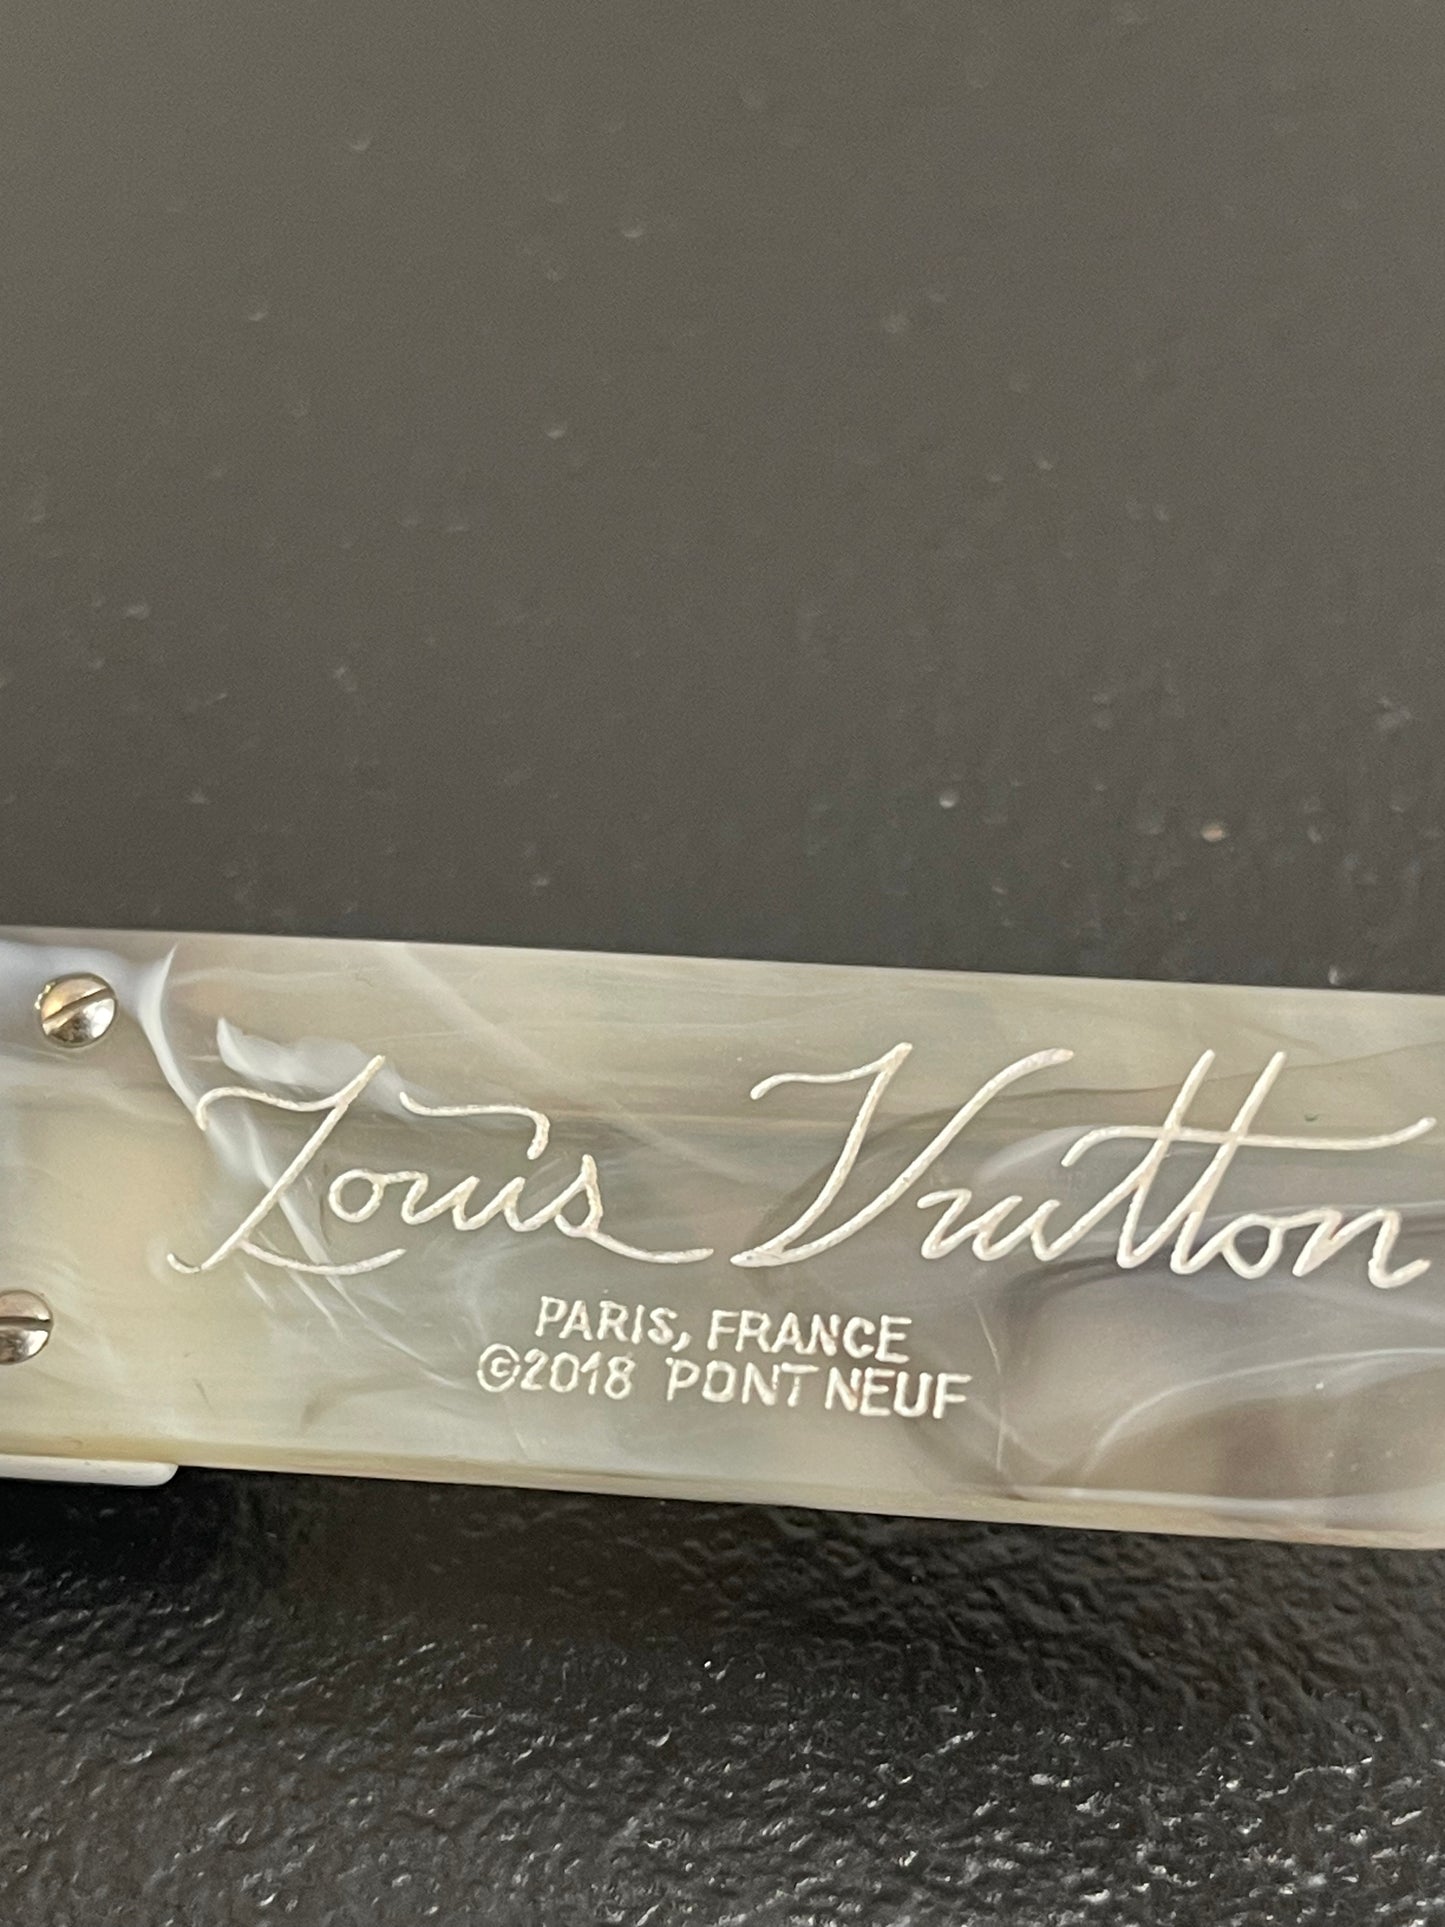 Louis Vuitton
PARIS, FRANCE
©2018 PONT NEUF